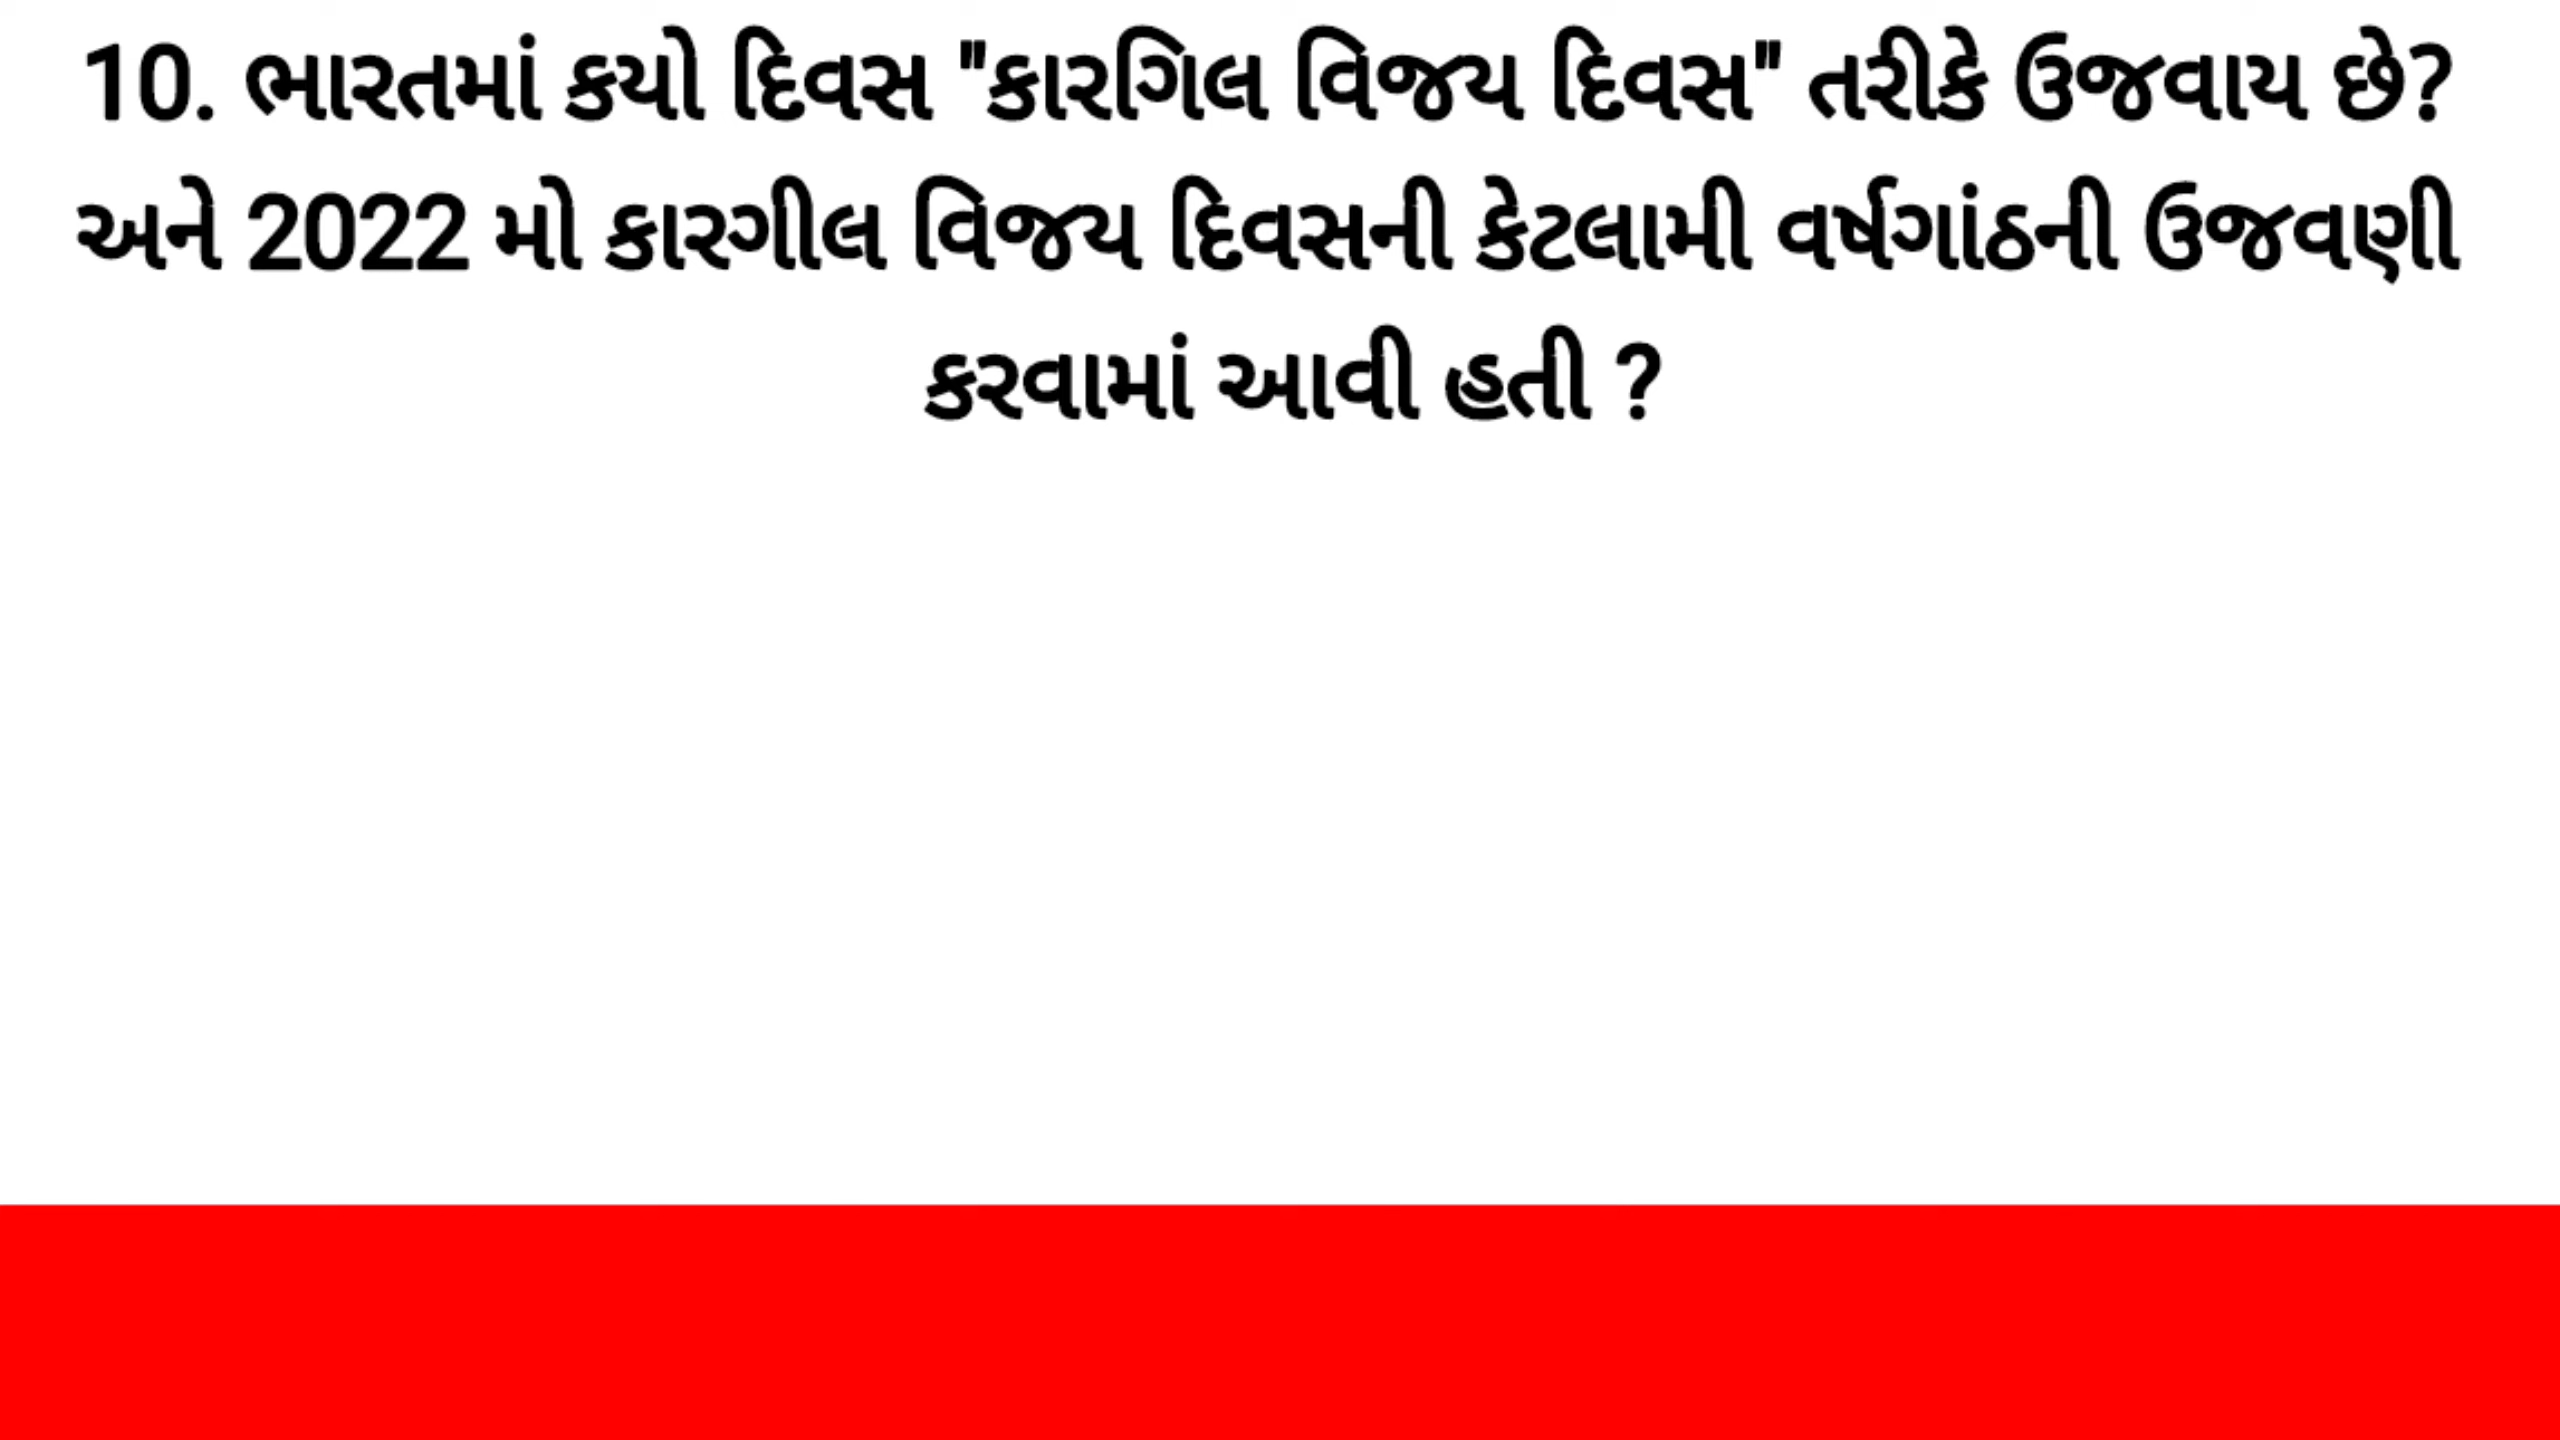 10. ભારતમાં કયો દિવસ "કારગિલ વિજય દિવસ" તરીકે ઉજવાય છે?
અને 2022 મો કારગીલ વિજય દિવસની કેટલામી વર્ષગાંઠની ઉજવણી
કરવામાં આવી હતી ?